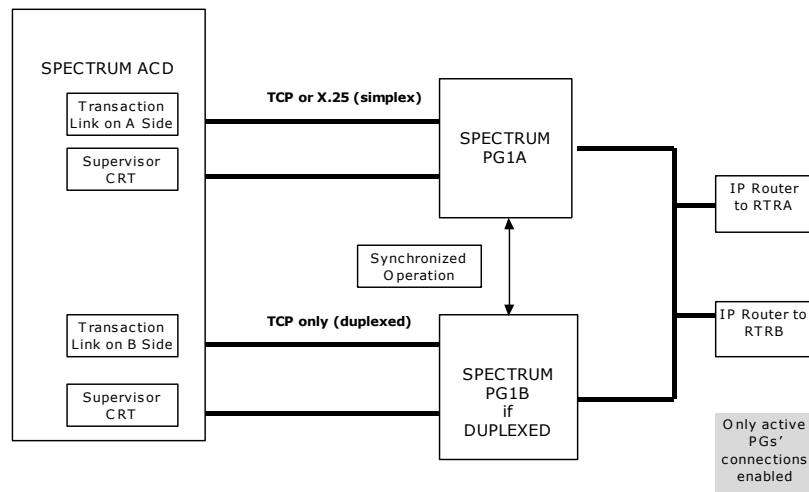 SPECTRUM ACD
Transaction
Link on A Side
Supervisor
CRT
TCP or X.25 (simplex)
SPECTRUM
PG1A
IP Router
to RTRA
Synchronized
Operation
Transaction
Link on B Side
Supervisor
CRT
TCP only (duplexed)
SPECTRUM
PG1B
if
DUPLEXED
IP Router to
RTRB
Only active
PGs’
connections
enabled